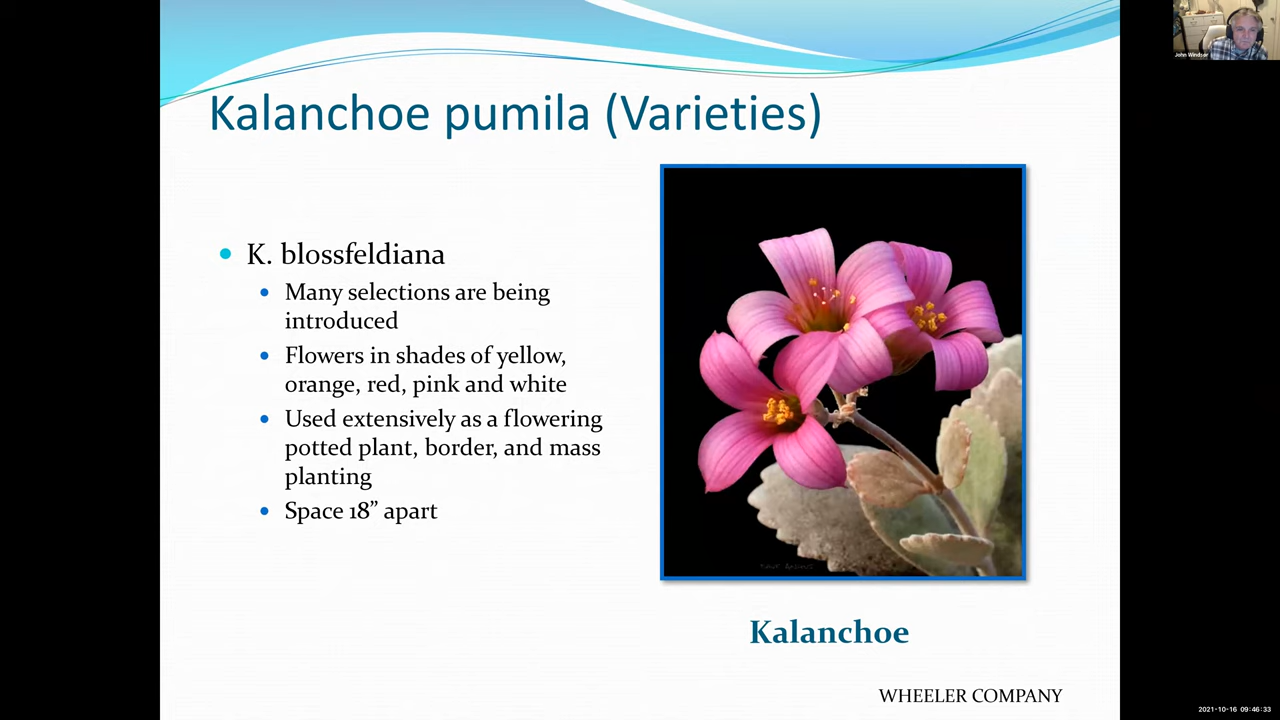 John Windsor
Kalanchoe pumila (Varieties)
K. blossfeldiana
Many selections are being
introduced
Flowers in shades of yellow,
orange, red, pink and white
Used extensively as a flowering
potted plant, border, and mass
planting
Space 18” apart
Kalanchoe
WHEELER COMPANY
2021-10-16 09:46:33